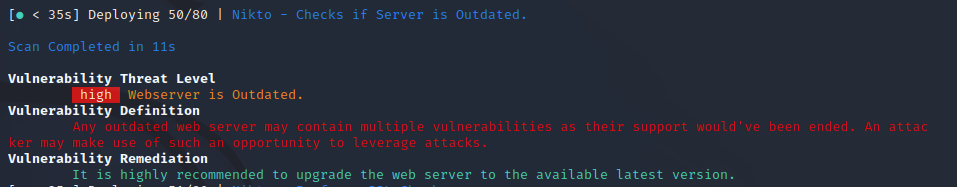 [● < 35s] Deploying 50/80 | Nikto - Checks if Server is Outdated.
Scan Completed in 11s
Vulnerability Threat Level
high Webserver is Outdated.
Vulnerability Definition
Any outdated web server may contain multiple vulnerabilities as their support would've been ended. An attac
ker may make use of such an opportunity to leverage attacks.
Vulnerability Remediation
It is highly recommended to upgrade the web server to the available latest version.